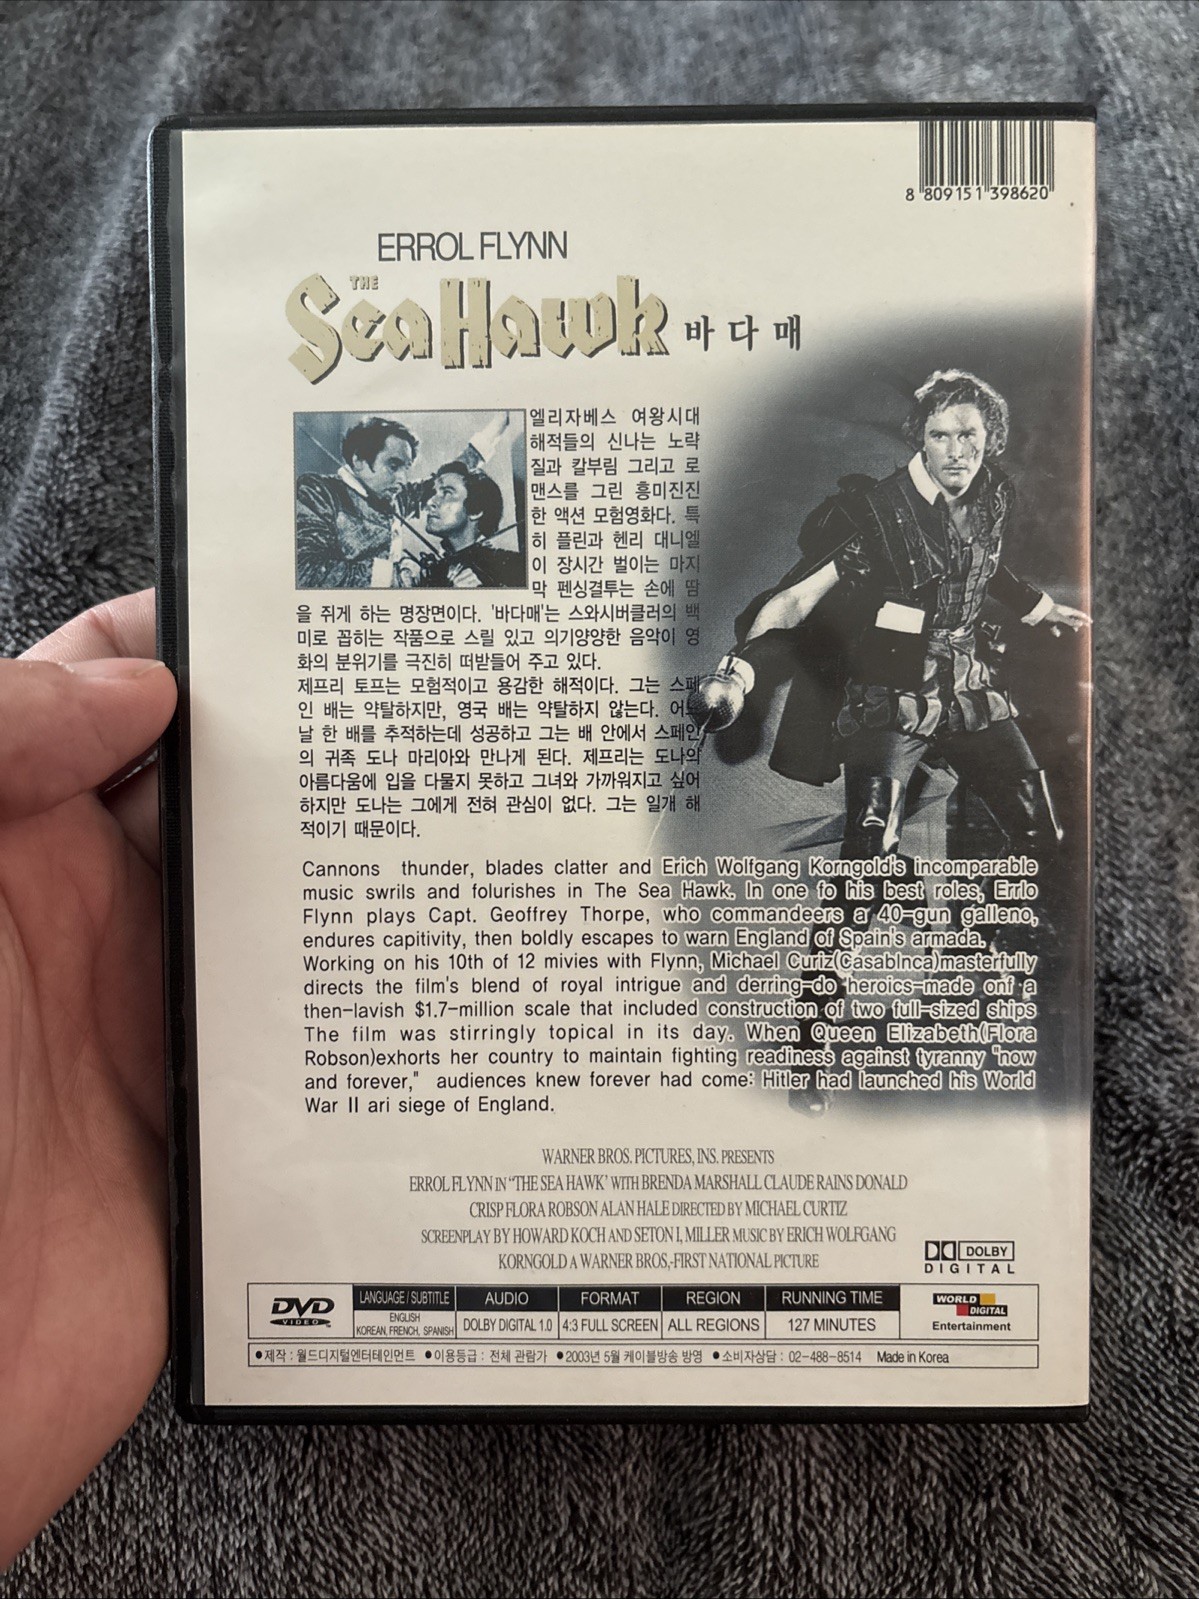 8 809151 398620
ERROL FLYNN
THE
Sea Hawk 바다매
엘리자베스 여왕시대
해적들의 신나는 노략
질과 칼부림 그리고 로
맨스를 그린 흥미진진
한 액션 모험영화다. 특
히 플린과 헨리 대니엘
이 장시간 벌이는 마지
막 펜싱결투는 손에 땀
을 쥐게 하는 명장면이다. '바다매'는 스와시버클러의 백
미로 꼽히는 작품으로 스릴 있고 의기양양한 음악이 영
화의 분위기를 극진히 떠받들어 주고 있다.
제프리 토프는 모험적이고 용감한 해적이다. 그는 스페
인 배는 약탈하지만, 영국 배는 약탈하지 않는다. 어느
날 한 배를 추적하는데 성공하고 그는 배 안에서 스페인
의 귀족 도나 마리아와 만나게 된다. 제프리는 도나의
아름다움에 입을 다물지 못하고 그녀와 가까워지고 싶어
하지만 도나는 그에게 전혀 관심이 없다. 그는 일개 해
적이기 때문이다.
Cannons thunder, blades clatter and Erich Wolfgang Korngold's incomparable
music swrils and folurishes in The Sea Hawk. In one fo his best roles, Errlo
Flynn plays Capt. Geoffrey Thorpe, who commandeers a 40-gun galleno,
endures capitivity, then boldly escapes to warn England of Spain's armada.
Working on his 10th of 12 mivies with Flynn, Michael Curiz(Casablnca)masterfully
directs the film's blend of royal intrigue and derring-do heroics-made onf a
then-lavish $1.7-million scale that included construction of two full-sized ships
The film was stirringly topical in its day. When Queen Elizabeth(Flora
Robson)exhorts her country to maintain fighting readiness against tyranny "now
and forever," audiences knew forever had come: Hitler had launched his World
War II ari siege of England.
WARNER BROS. PICTURES, INS. PRESENTS
ERROL FLYNN IN "THE SEA HAWK' WITH BRENDA MARSHALL CLAUDE RAINS DONALD
CRISP FLORA ROBSON ALAN HALE DIRECTED BY MICHAEL CURTIZ
SCREENPLAY BY HOWARD KOCH AND SETON I, MILLER MUSIC BY ERICH WOLFGANG
KORNGOLD A WARNER BROS,-FIRST NATIONAL PICTURE
DOLBY
DIGITAL
DVD VIDEO
LANGUAGE / SUBTITLE AUDIO FORMAT REGION RUNNING TIME
ENGLISH
KOREAN, FRENCH, SPANISH DOLBY DIGITAL 1.0 4:3 FULL SCREEN ALL REGIONS 127 MINUTES
WORLD
DIGITAL
Entertainment
●제작 : 월드디지털엔터테인먼트 ●이용등급 : 전체 관람가 ●2003년 5월 케이블방송 방영 ●소비자상담 : 02-488-8514 Made in Korea